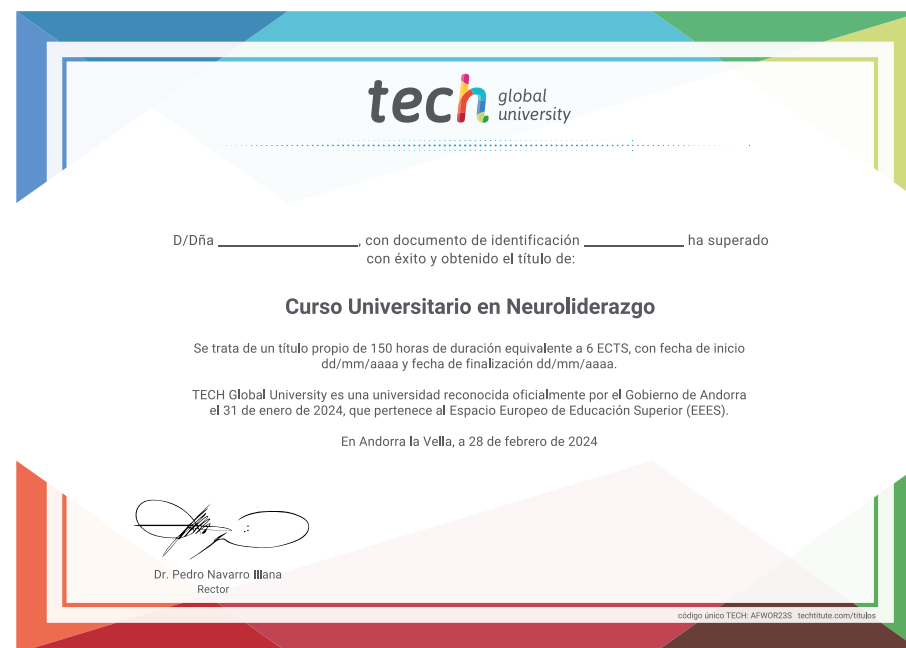 tech global university
D/Dña ____________________, con documento de identificación ______________ ha superado
con éxito y obtenido el título de:
Curso Universitario en Neuroliderazgo
Se trata de un título propio de 150 horas de duración equivalente a 6 ECTS, con fecha de inicio
dd/mm/aaaa y fecha de finalización dd/mm/aaaa.
TECH Global University es una universidad reconocida oficialmente por el Gobierno de Andorra
el 31 de enero de 2024, que pertenece al Espacio Europeo de Educación Superior (EEES).
En Andorra la Vella, a 28 de febrero de 2024
Dr. Pedro Navarro Illana
Rector
código único TECH: AFWOR23S techtitute.com/titulos